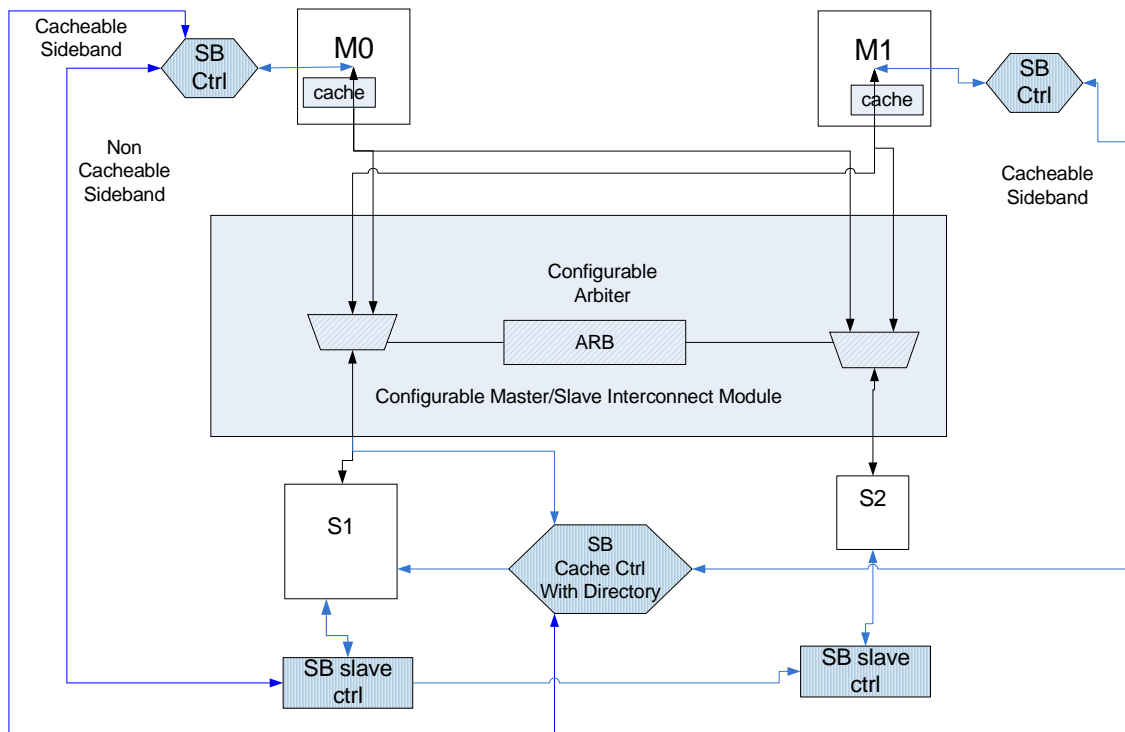 Cacheable
Sideband
SB
Ctrl
M0
cache
M1
cache
SB
Ctrl
Non
Cacheable
Sideband
Cacheable
Sideband
Configurable
Arbiter
ARB
Configurable Master/Slave Interconnect Module
S1
SB
Cache Ctrl
With Directory
S2
SB slave
ctrl
SB slave
ctrl